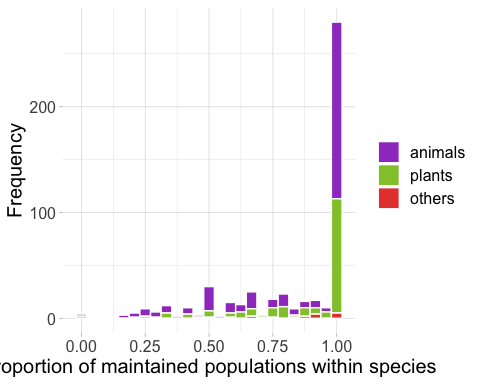 Frequency
200
100
0
0.00 0.25 0.50 0.75 1.00
roportion of maintained populations within species
animals
plants
others